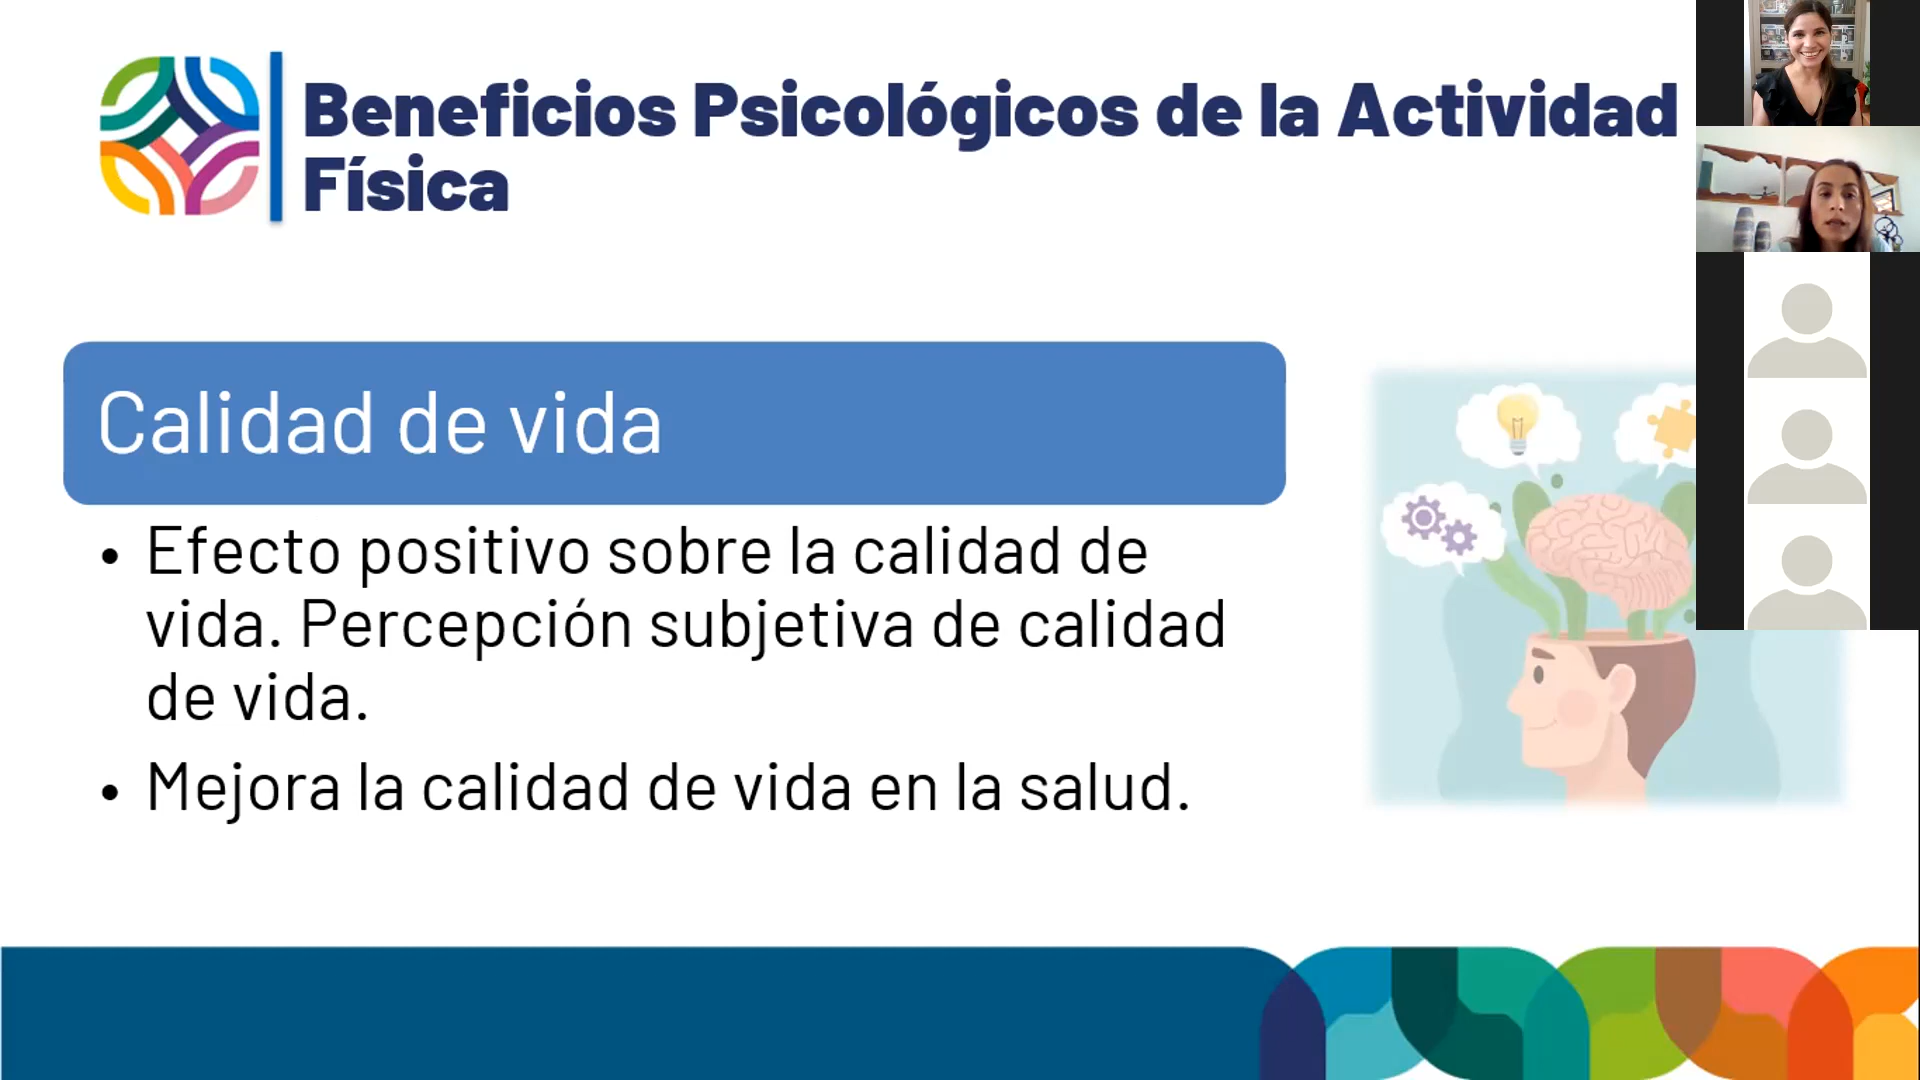 Beneficios Psicológicos de la Actividad
Física
Calidad de vida
• Efecto positivo sobre la calidad de
vida. Percepción subjetiva de calidad
de vida.
• Mejora la calidad de vida en la salud.